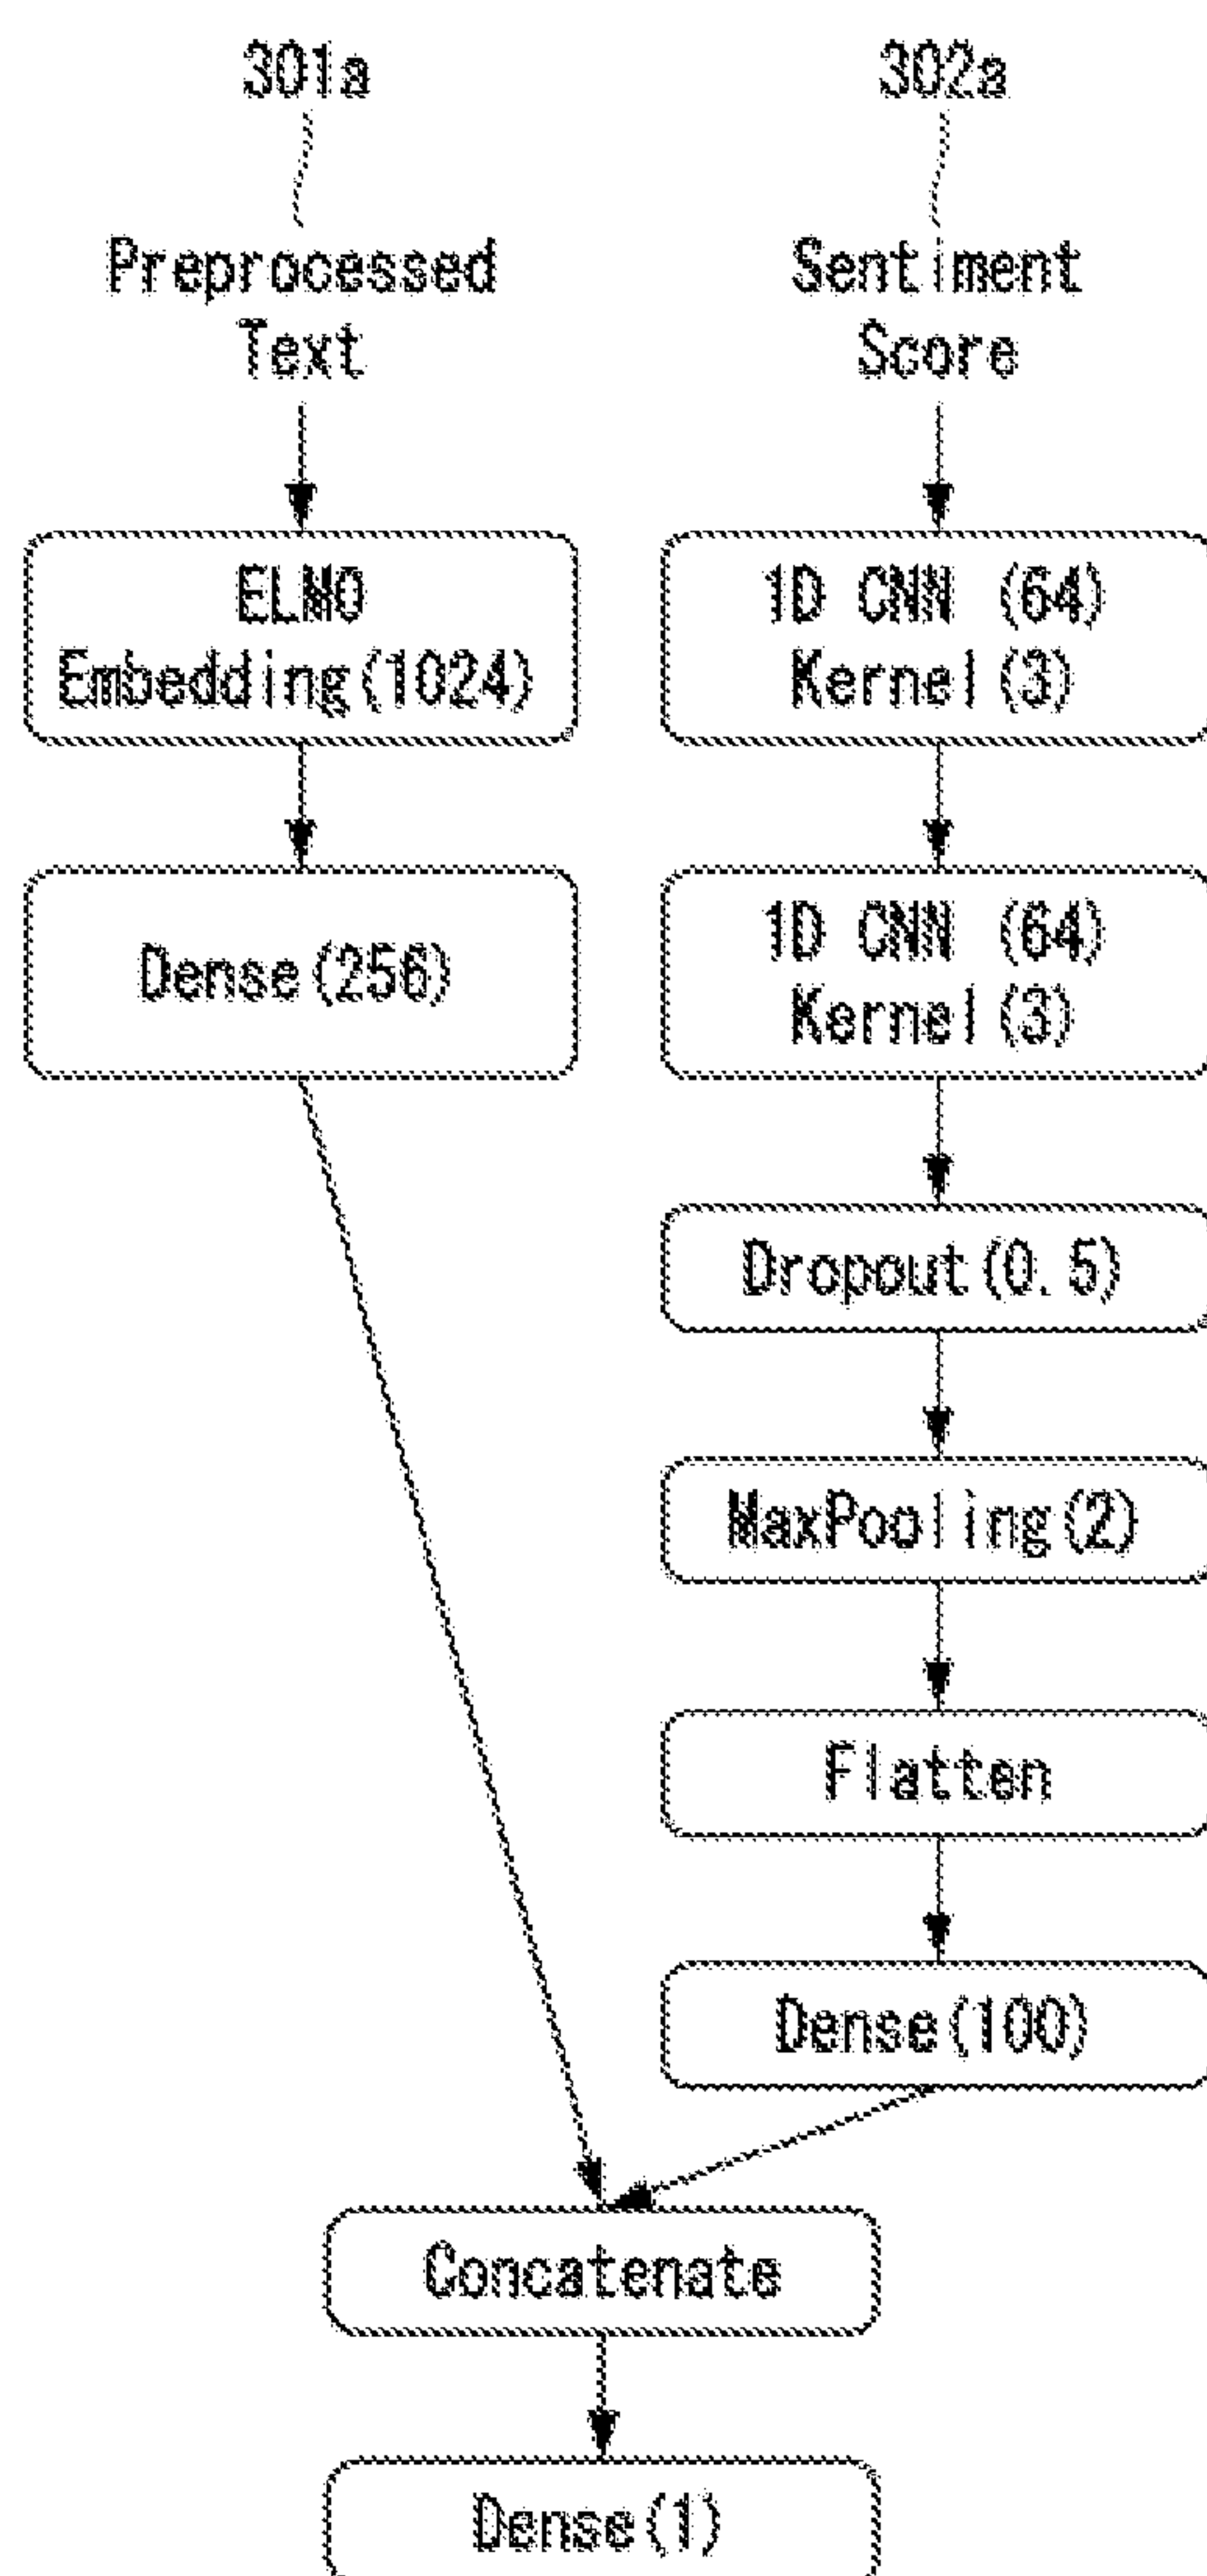 301a
Preprocessed
Text
ELMO
Embedding(1024)
Dense(256)
302a
Sentiment
Score
1D CNN (64)
Kernel(3)
1D CNN (64)
Kernel(3)
Dropout(0.5)
MaxPooling(2)
Flatten
Dense(100)
Concatenate
Dense(1)